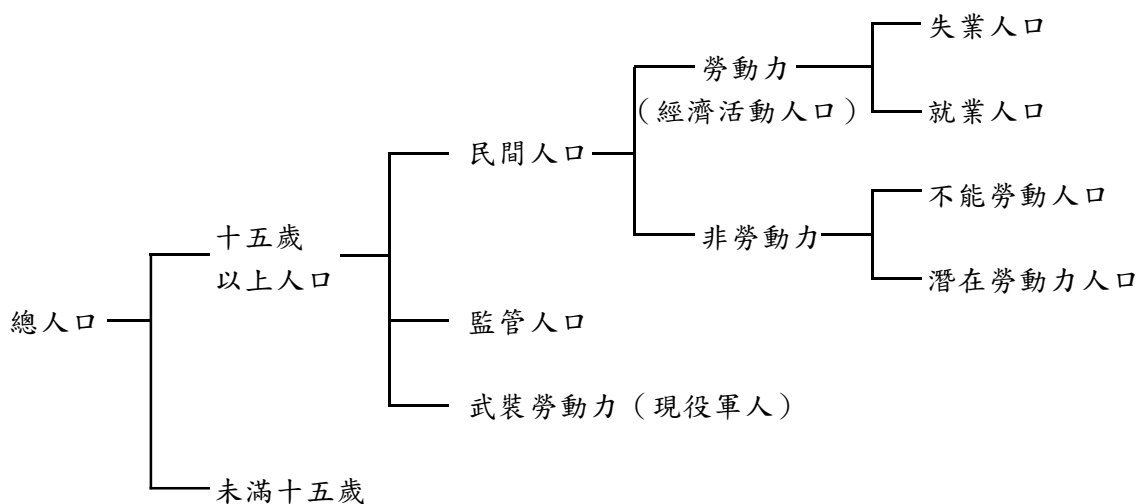 失業人口
勞動力
（經濟活動人口）
就業人口
民間人口
不能勞動人口
非勞動力
潛在勞動力人口
十五歲
以上人口
總人口
監管人口
武裝勞動力（現役軍人）
未滿十五歲